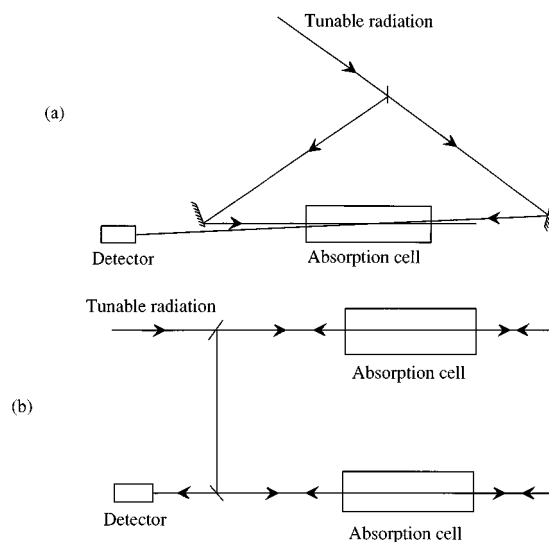 Tunable radiation
(a)
Detector
Absorption cell
Tunable radiation
Absorption cell
(b)
Detector
Absorption cell